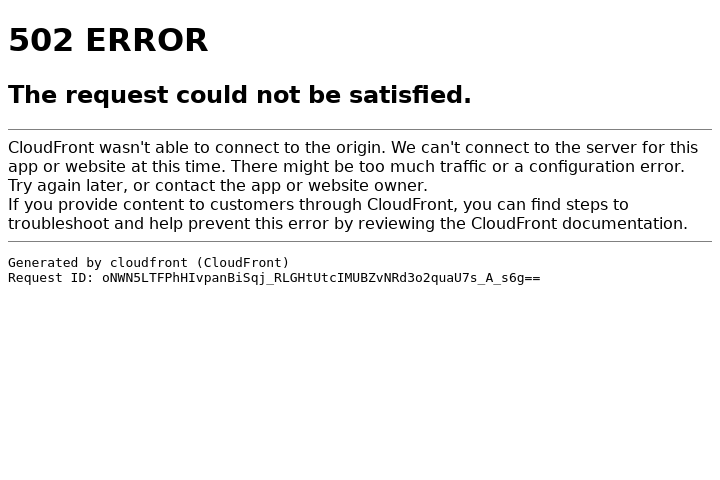 502 ERROR
The request could not be satisfied.
CloudFront wasn't able to connect to the origin. We can't connect to the server for this
app or website at this time. There might be too much traffic or a configuration error.
Try again later, or contact the app or website owner.
If you provide content to customers through CloudFront, you can find steps to
troubleshoot and help prevent this error by reviewing the CloudFront documentation.
Generated by cloudfront (CloudFront)
Request ID: oNWN5LTFPhHIvpanBiSqj_RLGHtUtcIMUBZvNRd3o2quaU7s_A_s6g==